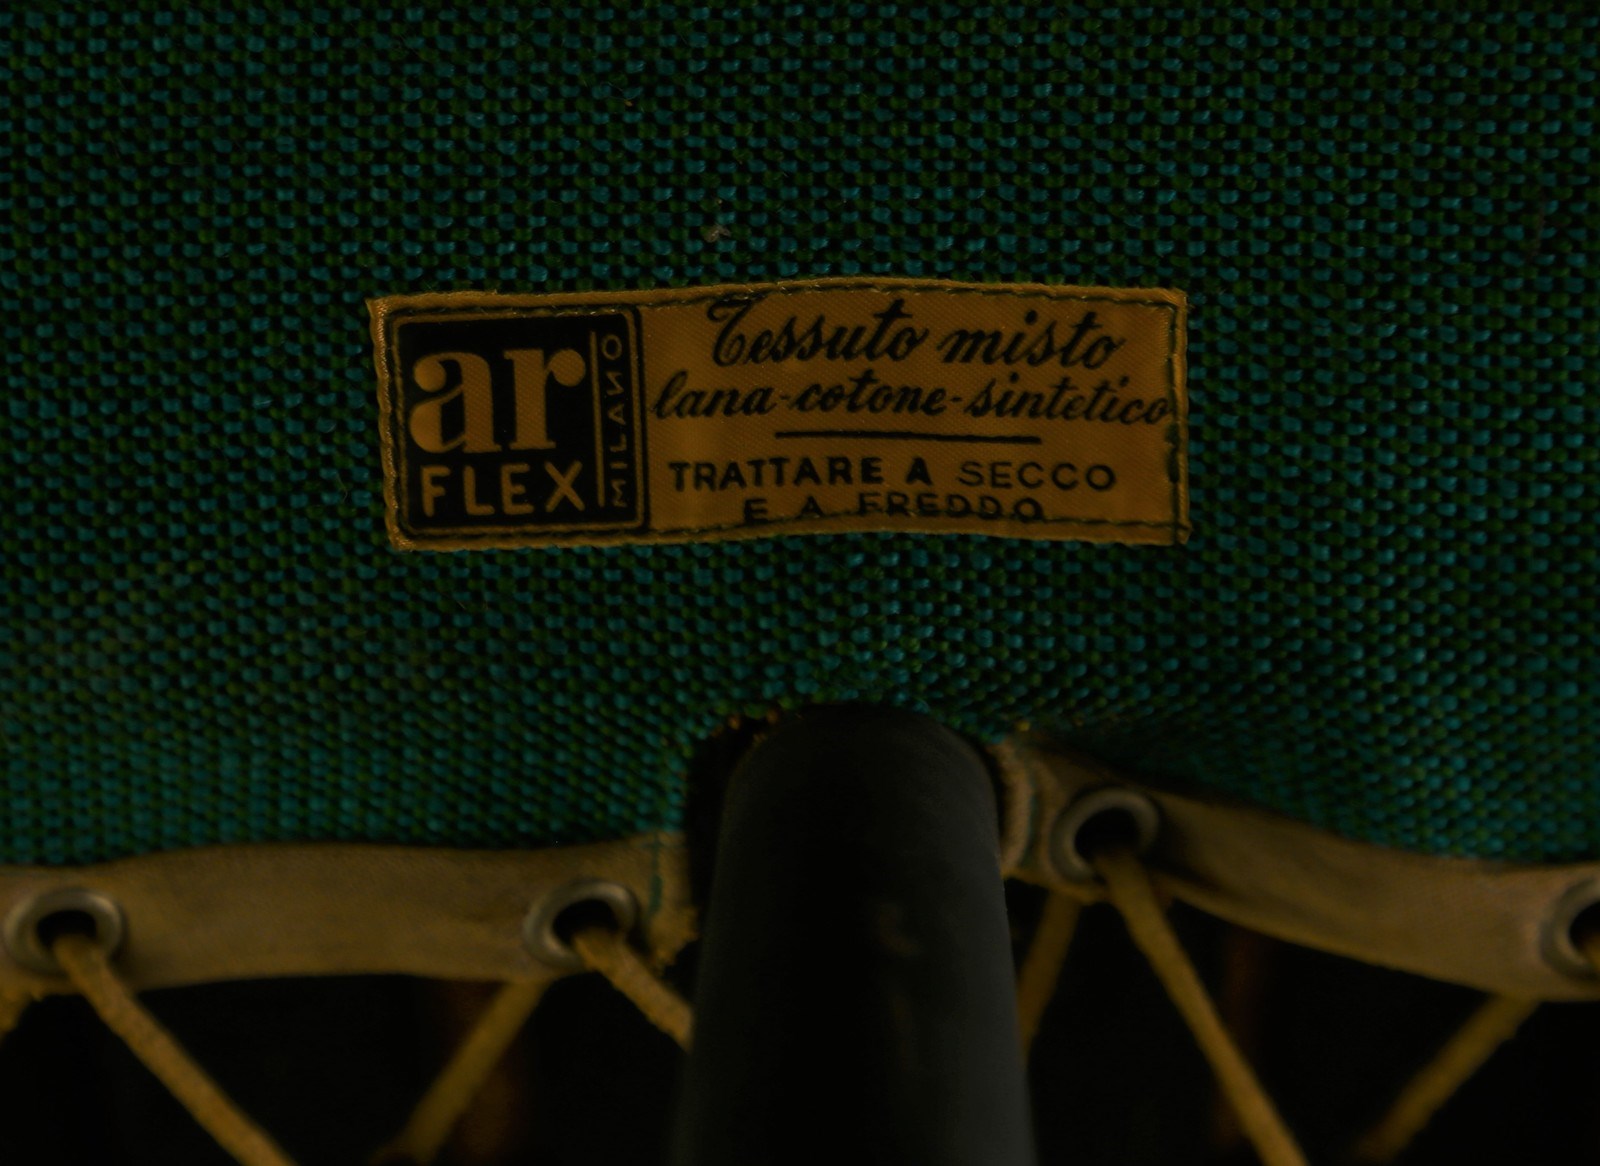 ar
FLEX
MILANO
Tessuto misto
lana-cotone-sintetico
TRATTARE A SECCO
E A FREDDO